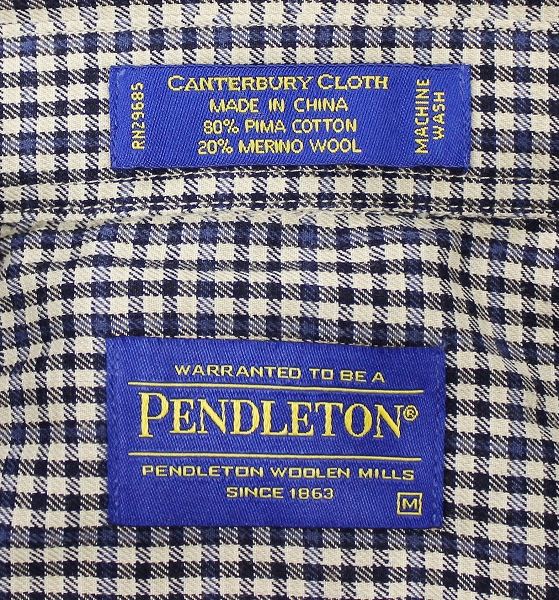 RN29685
CANTERBURY CLOTH
MADE IN CHINA
80% PIMA COTTON
20% MERINO WOOL
MACHINE
WASH
WARRANTED TO BE A
PENDLETON®
PENDLETON WOOLEN MILLS
SINCE 1863
M